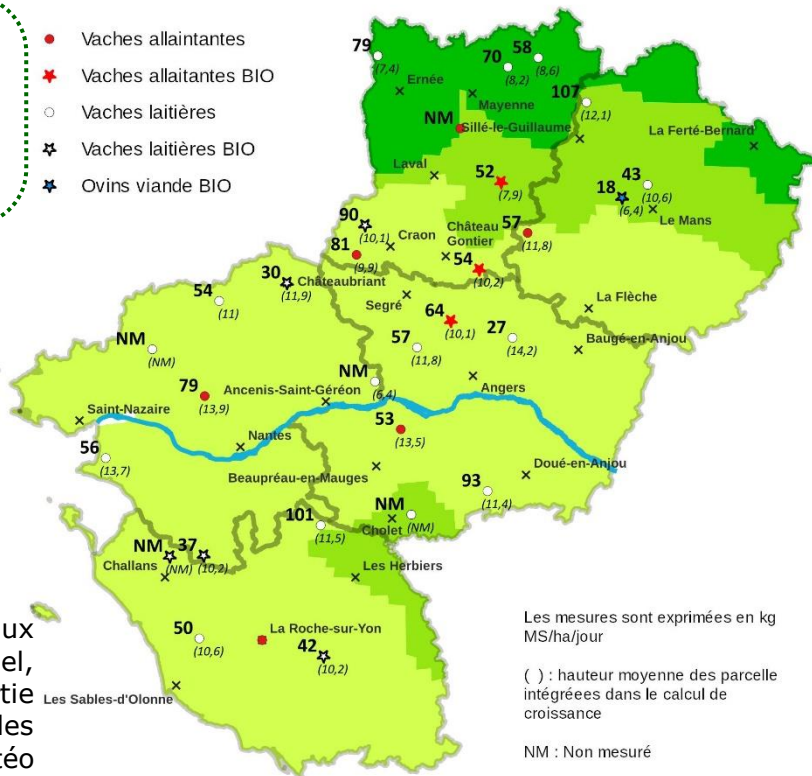 Vaches allaintantes
Vaches allaitantes BIO
Vaches laitières
Vaches laitières BIO
Ovins viande BIO
79
(7,4)
Ernée
70
(8,2)
58
(8,6)
Mayenne
107
(12,1)
NM
Sillé-le-Guillaume
La Ferté-Bernard
Laval
52
(7,9)
43
(10,6)
18
(6,4)
Le Mans
90
(10,1)
Craon
Château
Gontier
57
(11,8)
81
(9,9)
54
(10,2)
30
(11,9)
Châteaubriant
54
(11)
Segré
La Flèche
64
(10,1)
57
(11,8)
27
(14,2)
Baugé-en-Anjou
NM
(NM)
NM
(6,4)
Angers
79
(13,9)
Ancenis-Saint-Géréon
Saint-Nazaire
53
(13,5)
Nantes
56
(13,7)
Beaupréau-en-Mauges
Doué-en-Anjou
93
(11,4)
NM
(NM)
Cholet
101
(11,5)
NM
(NM)
37
(10,2)
Challans
Les Herbiers
50
(10,6)
La Roche-sur-Yon
42
(10,2)
Les Sables-d'Olonne
ux
el,
tie
les
téo
Les mesures sont exprimées en kg
MS/ha/jour
( ) : hauteur moyenne des parcelle
intégréees dans le calcul de
croissance
NM : Non mesuré